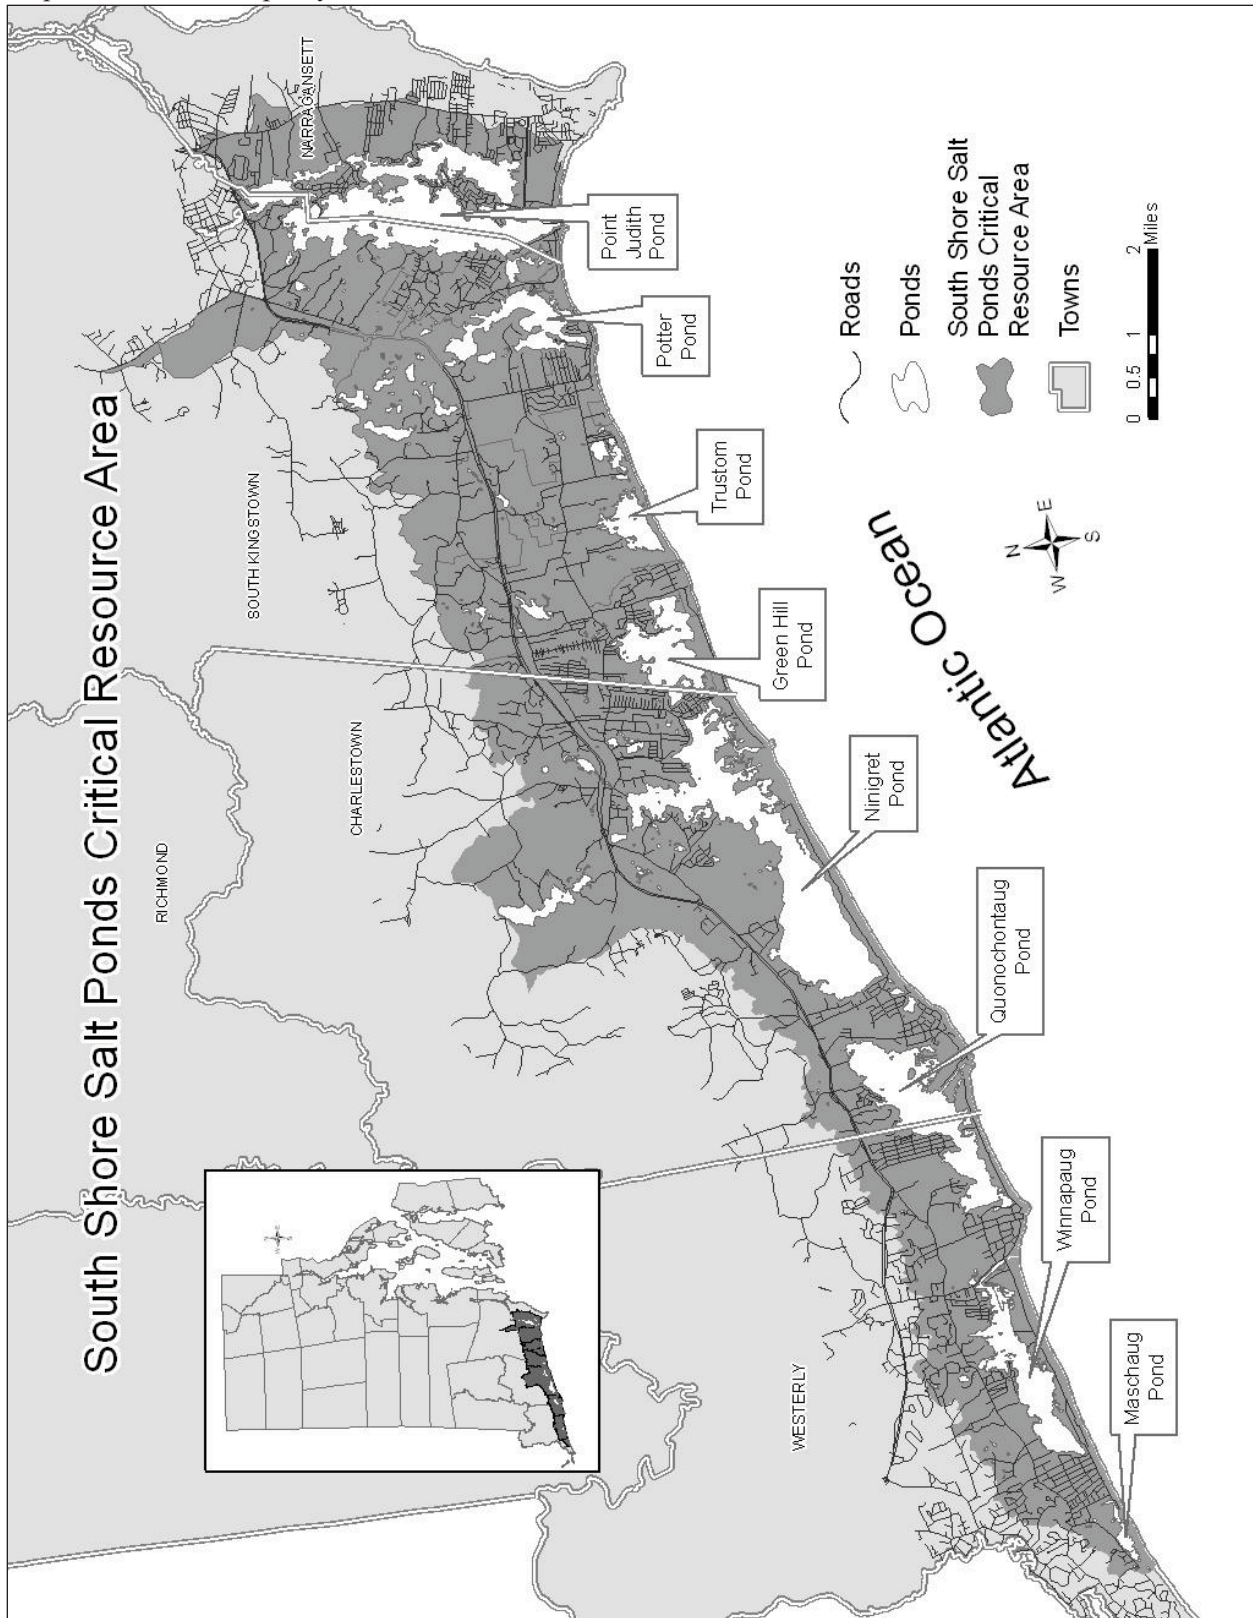 South Shore Salt Ponds Critical Resource Area
RICHMOND
SOUTH KINGSTOWN
NARRAGANSETT
CHARLESTOWN
WESTERLY
Maschaug
Pond
Winnapaug
Pond
Quonochontaug
Pond
Ninigret
Pond
Green Hill
Pond
Trustom
Pond
Potter
Pond
Point
Judith
Pond
Atlantic Ocean
N
W
E
S
Roads
Ponds
South Shore Salt
Ponds Critical
Resource Area
Towns
0 0.5 1 2
Miles